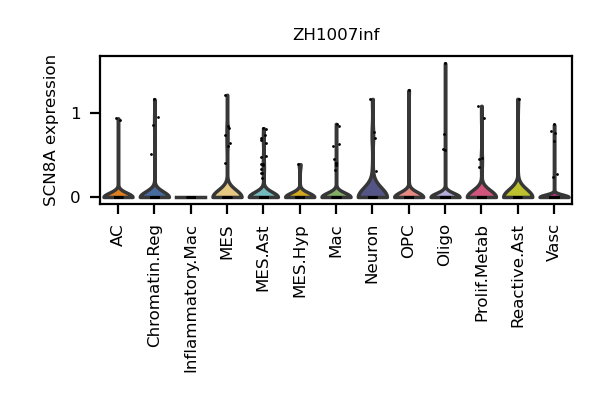 ZH1007inf
SCN8A expression
1
0
AC
Chromatin.Reg
Inflammatory.Mac
MES
MES.Ast
MES.Hyp
Mac
Neuron
OPC
Oligo
Prolif.Metab
Reactive.Ast
Vasc